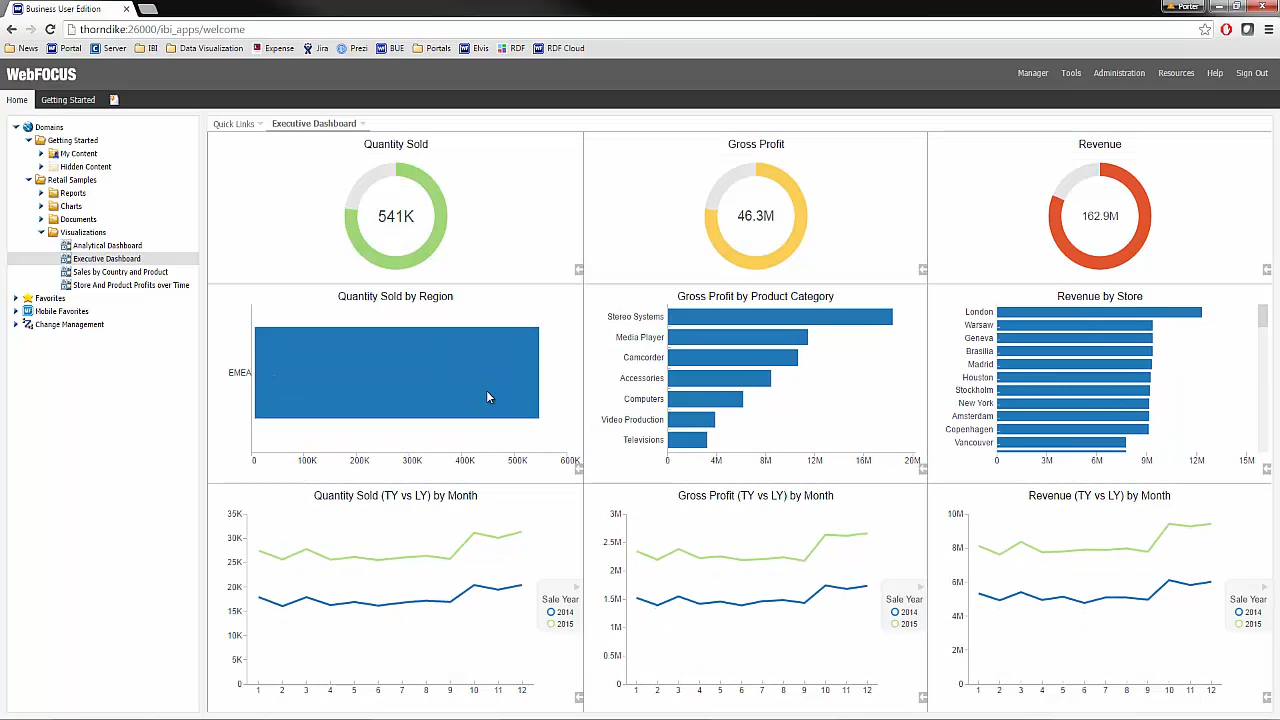 Business User Edition
Porter
thorndike:26000/ibi_apps/welcome
News Portal Server IBI Data Visualization Expense Jira Prezi BUE Portals Elvis RDF RDF Cloud
WebFOCUS
Manager Tools Administration Resources Help Sign Out
Home Getting Started
Domains
Getting Started
My Content
Hidden Content
Retail Samples
Reports
Charts
Documents
Visualizations
Analytical Dashboard
Executive Dashboard
Sales by Country and Product
Store And Product Profits over Time
Favorites
Mobile Favorites
Change Management
Quick Links Executive Dashboard
Quantity Sold
541K
Gross Profit
46.3M
Revenue
162.9M
Quantity Sold by Region
EMEA
0 100K 200K 300K 400K 500K 600K
Gross Profit by Product Category
Stereo Systems
Media Player
Camcorder
Accessories
Computers
Video Production
Televisions
0 4M 8M 12M 16M 20M
Revenue by Store
London
Warsaw
Geneva
Brasilia
Madrid
Houston
Stockholm
New York
Amsterdam
Copenhagen
Vancouver
0 3M 6M 9M 12M 15M
Quantity Sold (TY vs LY) by Month
35K
30K
25K
20K
15K
10K
5K
0
1 2 3 4 5 6 7 8 9 10 11 12
Sale Year
2014
2015
Gross Profit (TY vs LY) by Month
3M
2.5M
2M
1.5M
1M
0.5M
0
1 2 3 4 5 6 7 8 9 10 11 12
Sale Year
2014
2015
Revenue (TY vs LY) by Month
10M
8M
6M
4M
2M
0
1 2 3 4 5 6 7 8 9 10 11 12
Sale Year
2014
2015